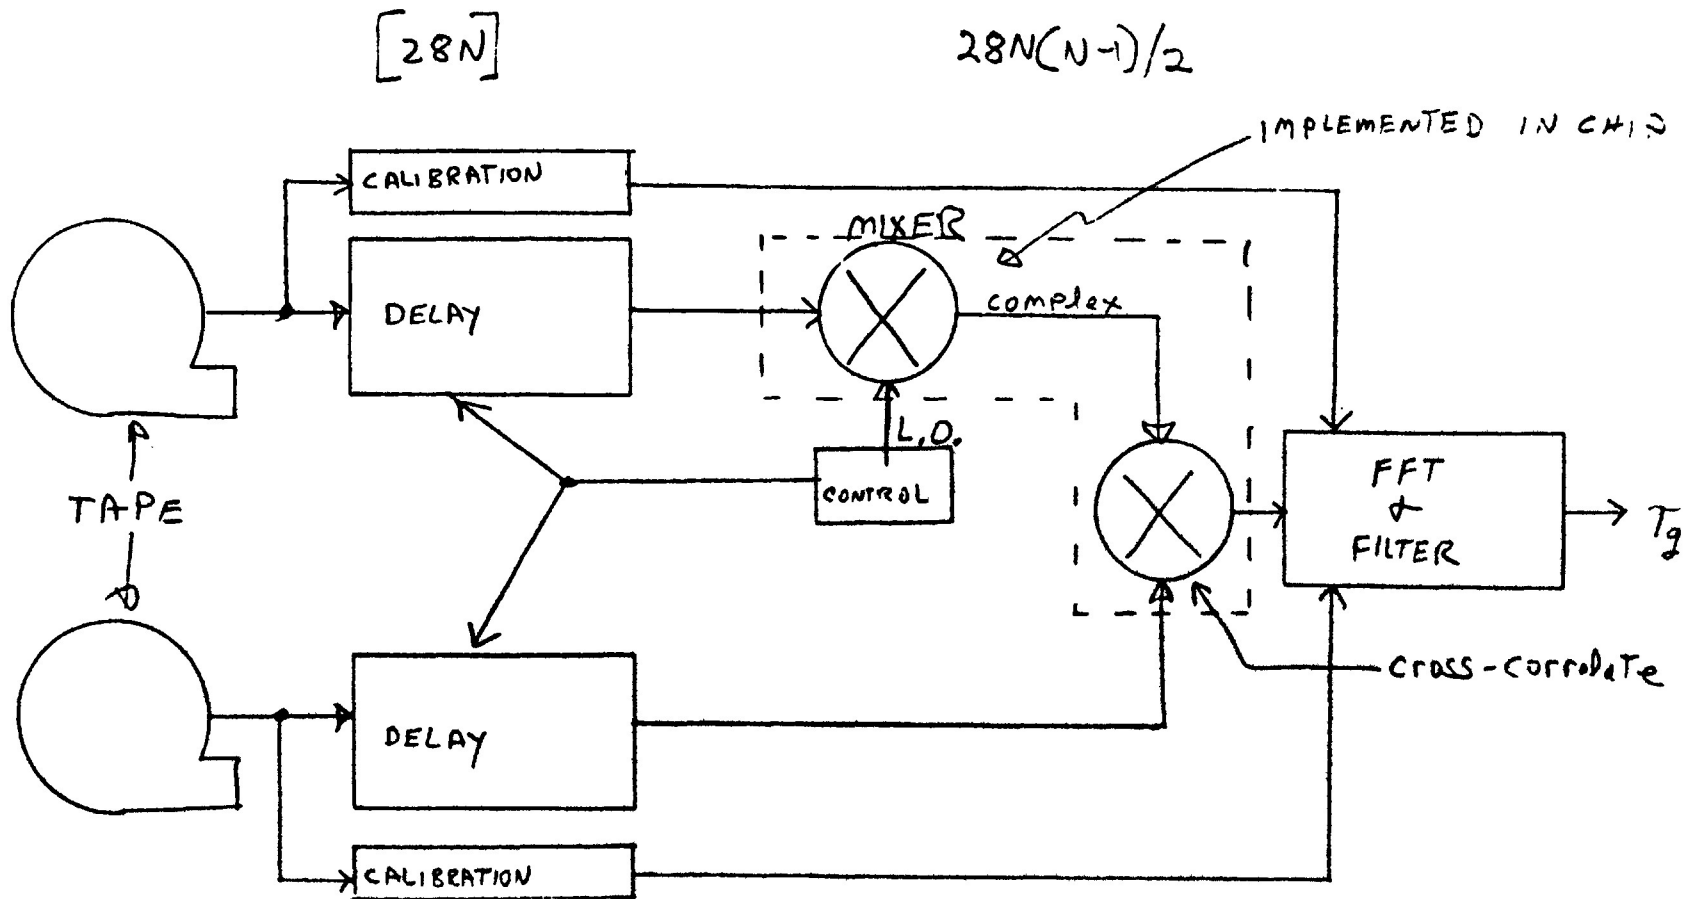 [28N]
28N(N-1)/2
IMPLEMENTED IN CHIP
CALIBRATION
MIXER
DELAY
complex
L.O.
CONTROL
TAPE
FFT
&
FILTER
Tg
cross-corrolate
DELAY
CALIBRATION